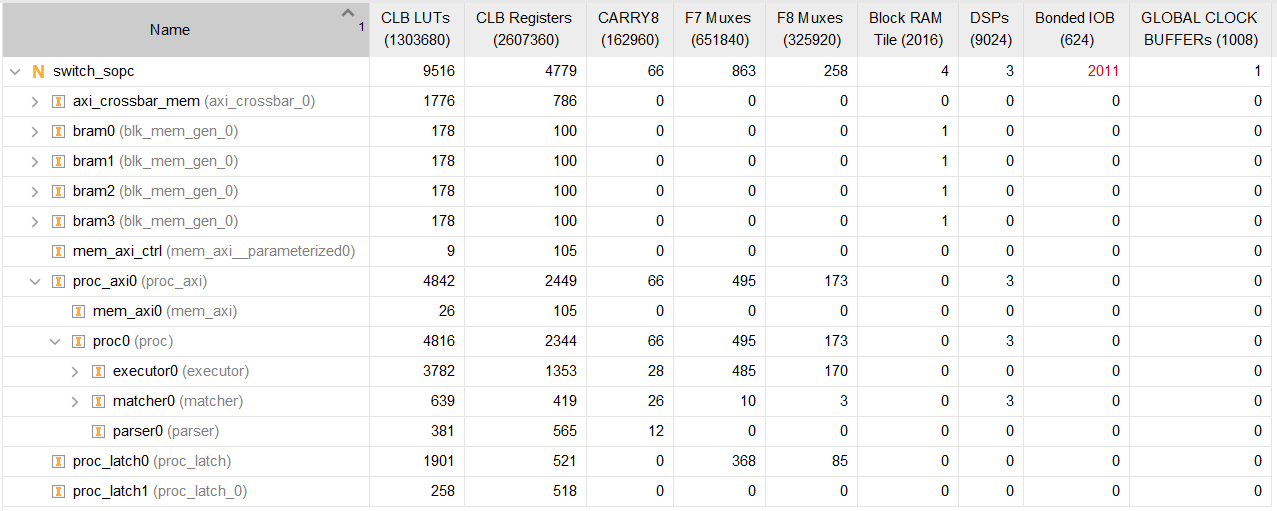 Name 1 CLB LUTs (1303680) CLB Registers (2607360) CARRY8 (162960) F7 Muxes (651840) F8 Muxes (325920) Block RAM Tile (2016) DSPs (9024) Bonded IOB (624) GLOBAL CLOCK BUFFERs (1008)
N switch_sopc 9516 4779 66 863 258 4 3 2011 1
I axi_crossbar_mem (axi_crossbar_0) 1776 786 0 0 0 0 0 0 0
I bram0 (blk_mem_gen_0) 178 100 0 0 0 1 0 0 0
I bram1 (blk_mem_gen_0) 178 100 0 0 0 1 0 0 0
I bram2 (blk_mem_gen_0) 178 100 0 0 0 1 0 0 0
I bram3 (blk_mem_gen_0) 178 100 0 0 0 1 0 0 0
I mem_axi_ctrl (mem_axi__parameterized0) 9 105 0 0 0 0 0 0 0
I proc_axi0 (proc_axi) 4842 2449 66 495 173 0 3 0 0
I mem_axi0 (mem_axi) 26 105 0 0 0 0 0 0 0
I proc0 (proc) 4816 2344 66 495 173 0 3 0 0
I executor0 (executor) 3782 1353 28 485 170 0 0 0 0
I matcher0 (matcher) 639 419 26 10 3 0 3 0 0
I parser0 (parser) 381 565 12 0 0 0 0 0 0
I proc_latch0 (proc_latch) 1901 521 0 368 85 0 0 0 0
I proc_latch1 (proc_latch_0) 258 518 0 0 0 0 0 0 0